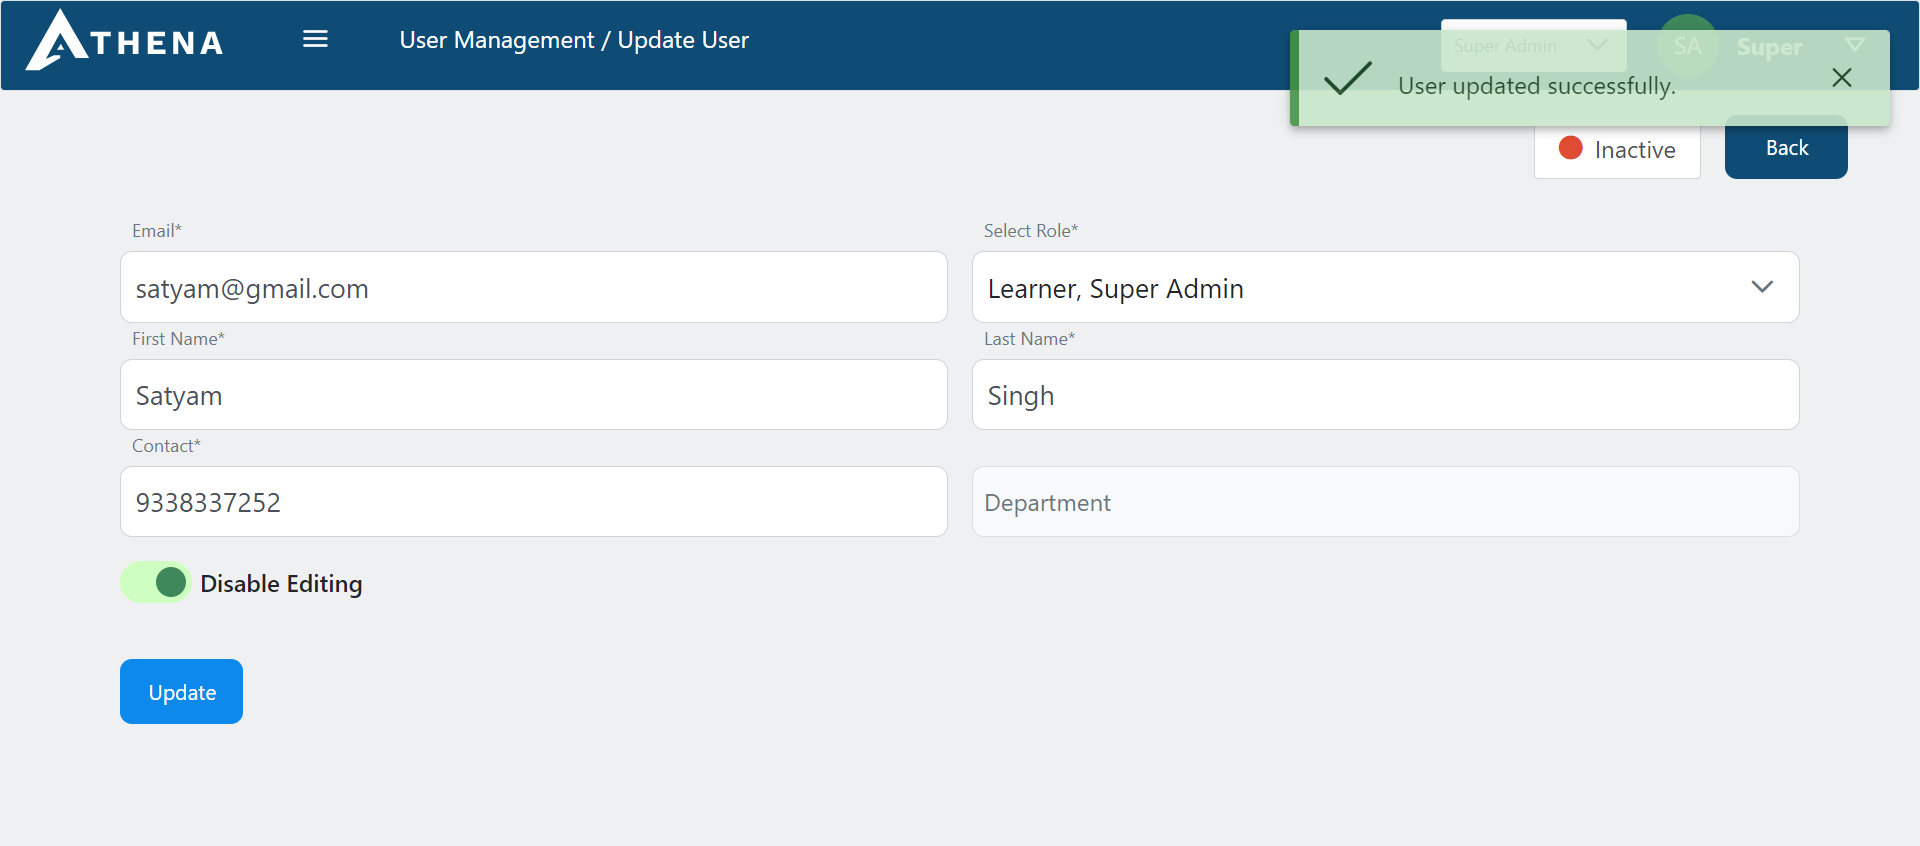 ATHENA
User Management / Update User
Super Admin
SA
Super
User updated successfully.
Inactive
Back
Email*
Select Role*
satyam@gmail.com
Learner, Super Admin
First Name*
Last Name*
Satyam
Singh
Contact*
9338337252
Department
Disable Editing
Update